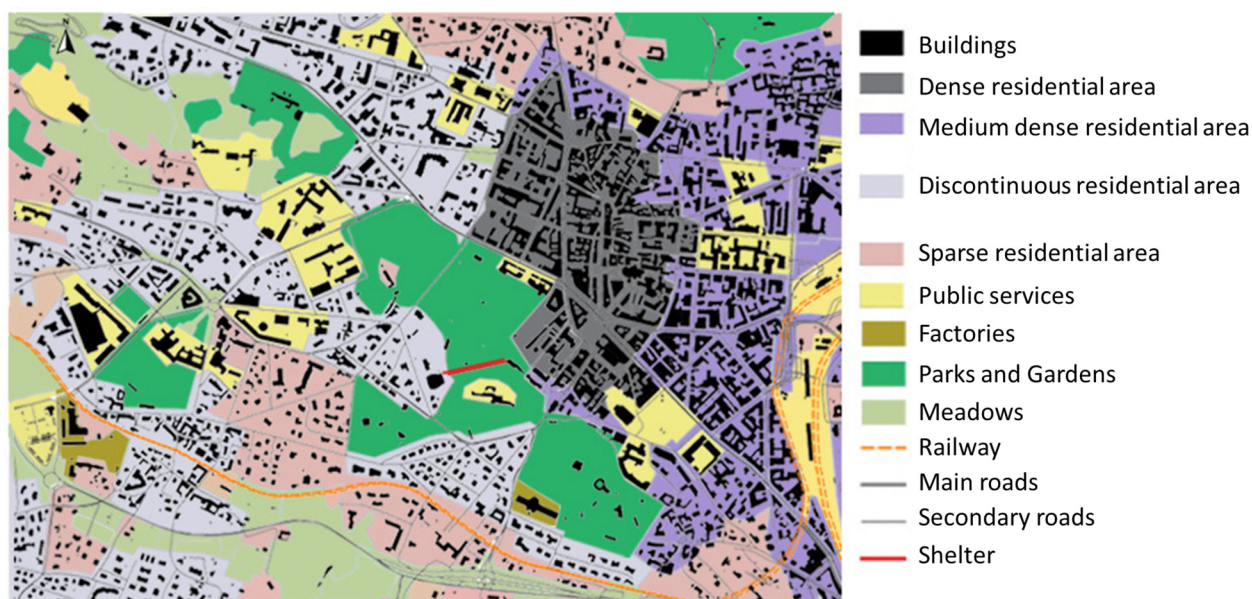 N
Buildings
Dense residential area
Medium dense residential area
Discontinuous residential area
Sparse residential area
Public services
Factories
Parks and Gardens
Meadows
Railway
Main roads
Secondary roads
Shelter